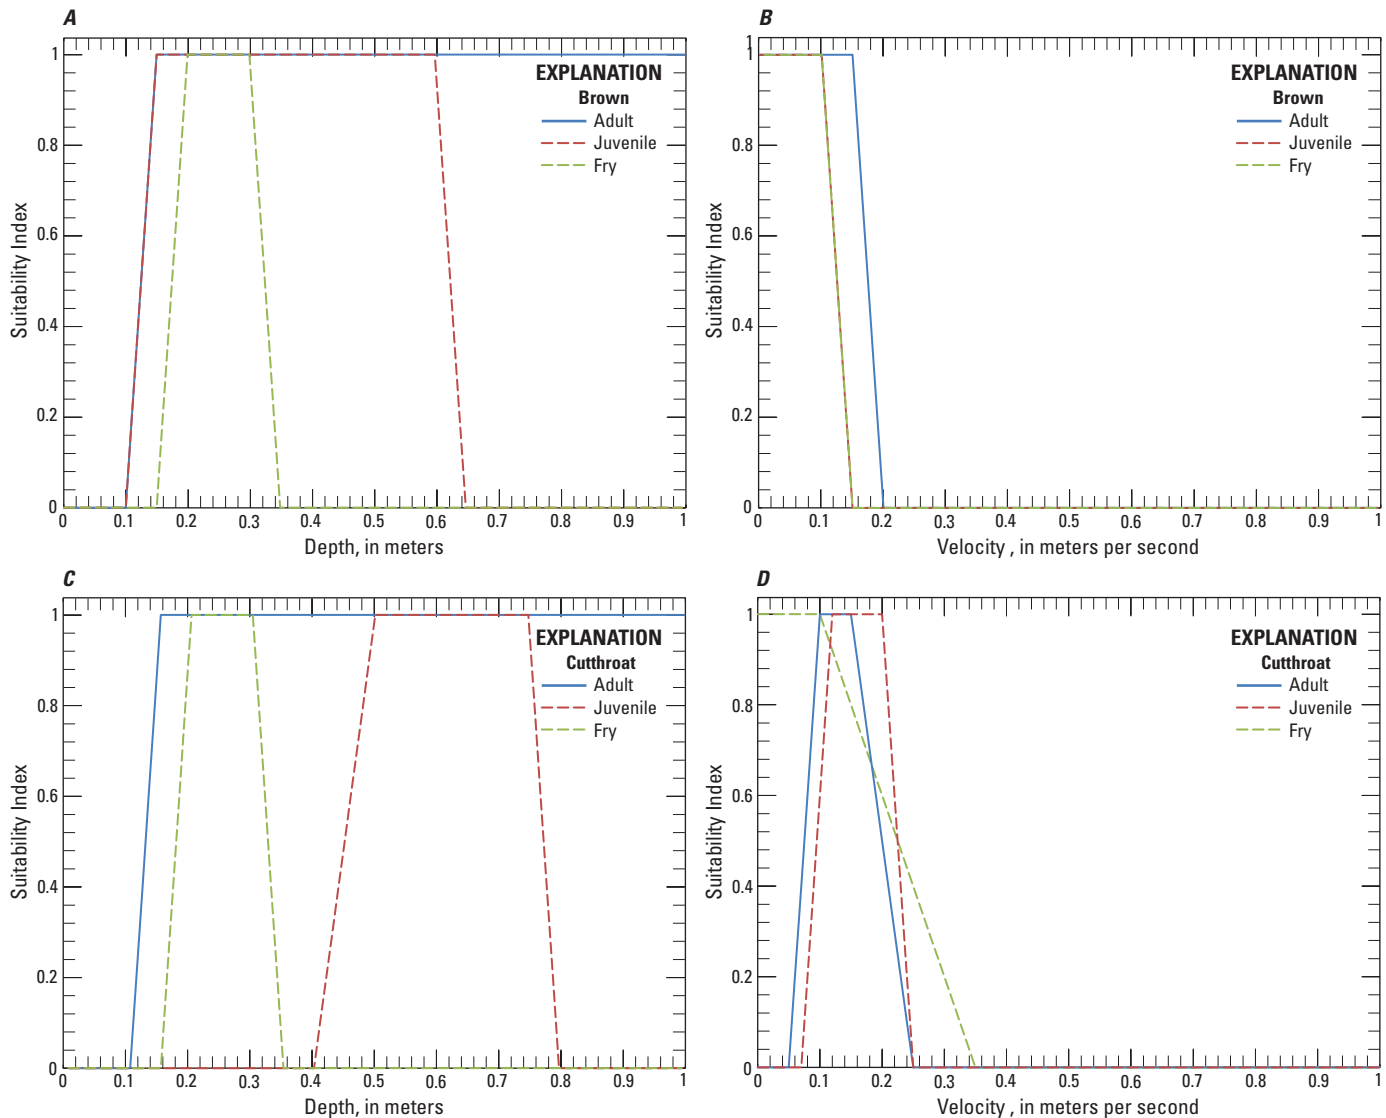 A
1
0.8
0.6
0.4
0.2
0
Suitability Index
EXPLANATION
Brown
Adult
Juvenile
Fry
0 0.1 0.2 0.3 0.4 0.5 0.6 0.7 0.8 0.9 1
Depth, in meters
B
1
1
0.8
0.6
0.4
0.2
0
Suitability Index
EXPLANATION
Brown
Adult
Juvenile
Fry
0 0.1 0.2 0.3 0.4 0.5 0.6 0.7 0.8 0.9 1
Velocity , in meters per second
C
1
0.8
0.6
0.4
0.2
0
Suitability Index
EXPLANATION
Cutthroat
Adult
Juvenile
Fry
0 0.1 0.2 0.3 0.4 0.5 0.6 0.7 0.8 0.9 1
Depth, in meters
D
1
0.8
0.6
0.4
0.2
0
Suitability Index
EXPLANATION
Cutthroat
Adult
Juvenile
Fry
0 0.1 0.2 0.3 0.4 0.5 0.6 0.7 0.8 0.9 1
Velocity , in meters per second